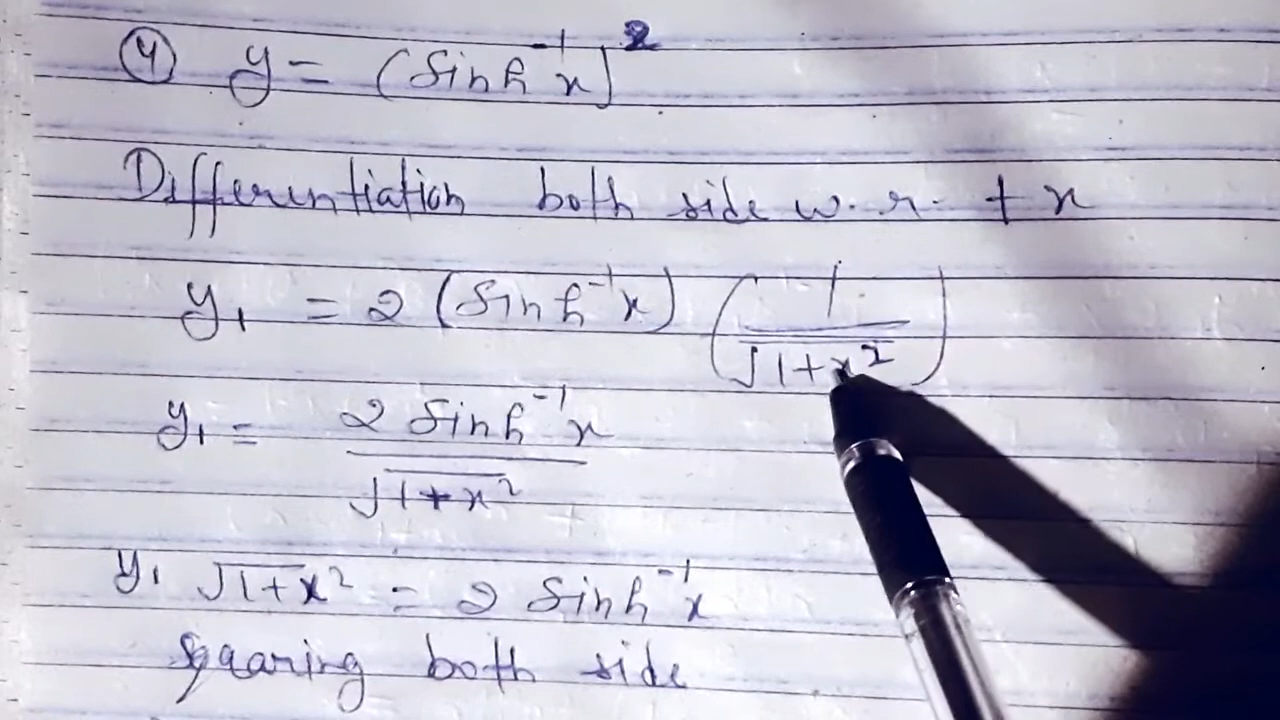 ④ y = (Sinh⁻¹x)²
Differentiation both side w.r. t x
y₁ = 2 (Sinh⁻¹x) (1/√1+x²)
y₁ = 2 Sinh⁻¹x / √1+x²
y₁ √1+x² = 2 Sinh⁻¹x
Squaring both side